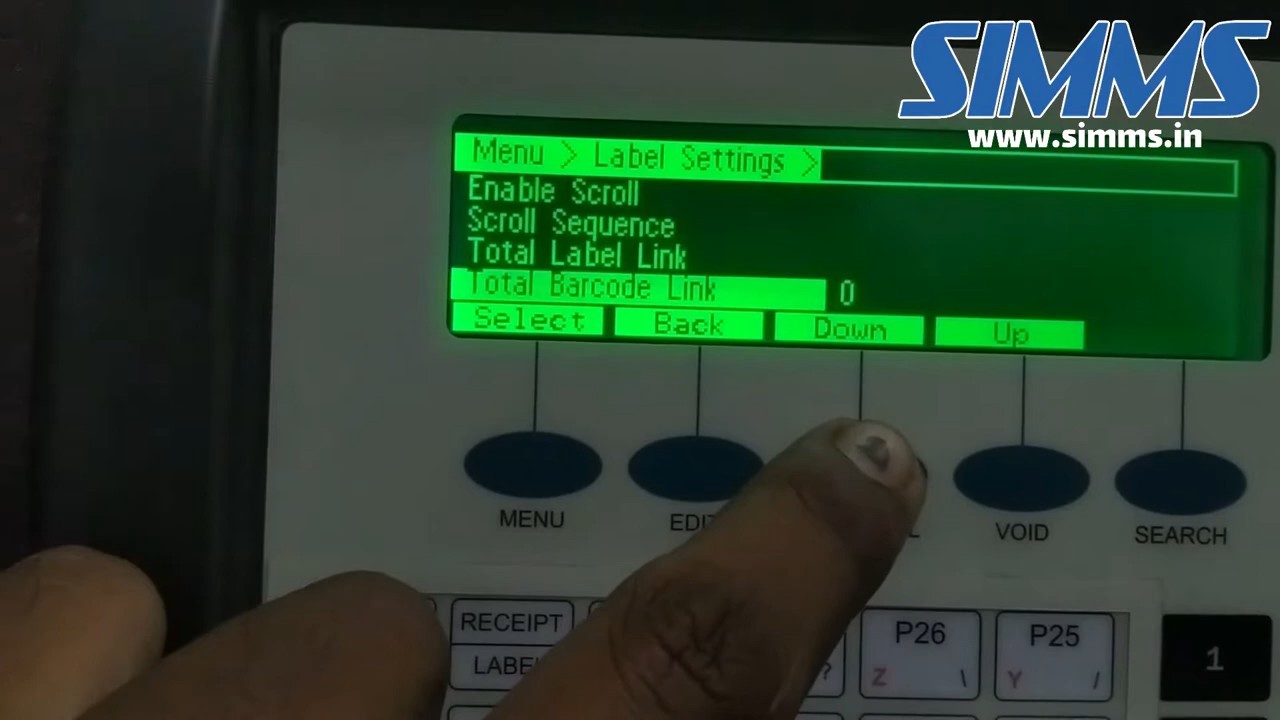 SIMMS
www.simms.in
Menu > Label Settings >
Enable Scroll
Scroll Sequence
Total Label Link
Total Barcode Link 0
Select Back Down Up
MENU VOID SEARCH
RECEIPT P26 P25
? Z \ Y / 1